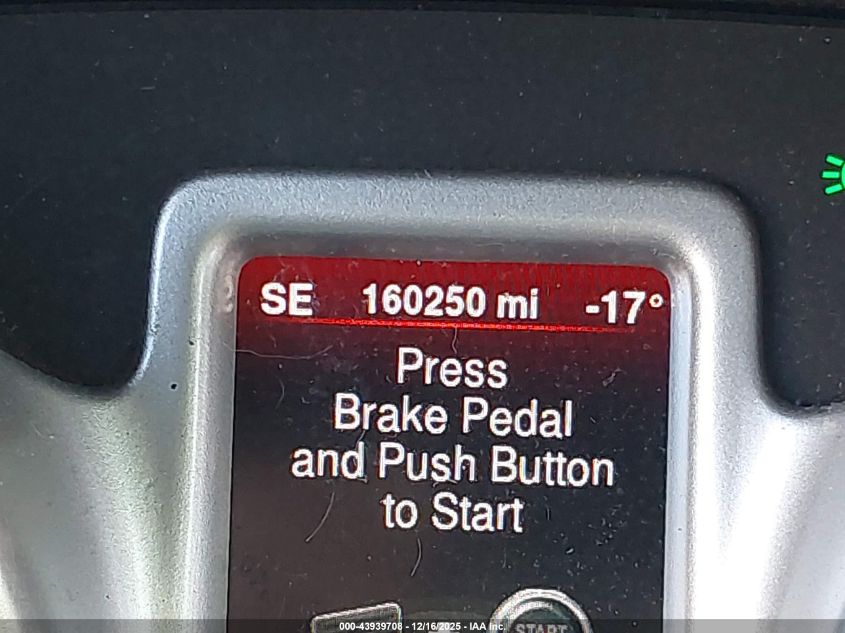 SE 160250 mi -17°
Press
Brake Pedal
and Push Button
to Start
START
000-43939708 - 12/16/2025 - IAA Inc.